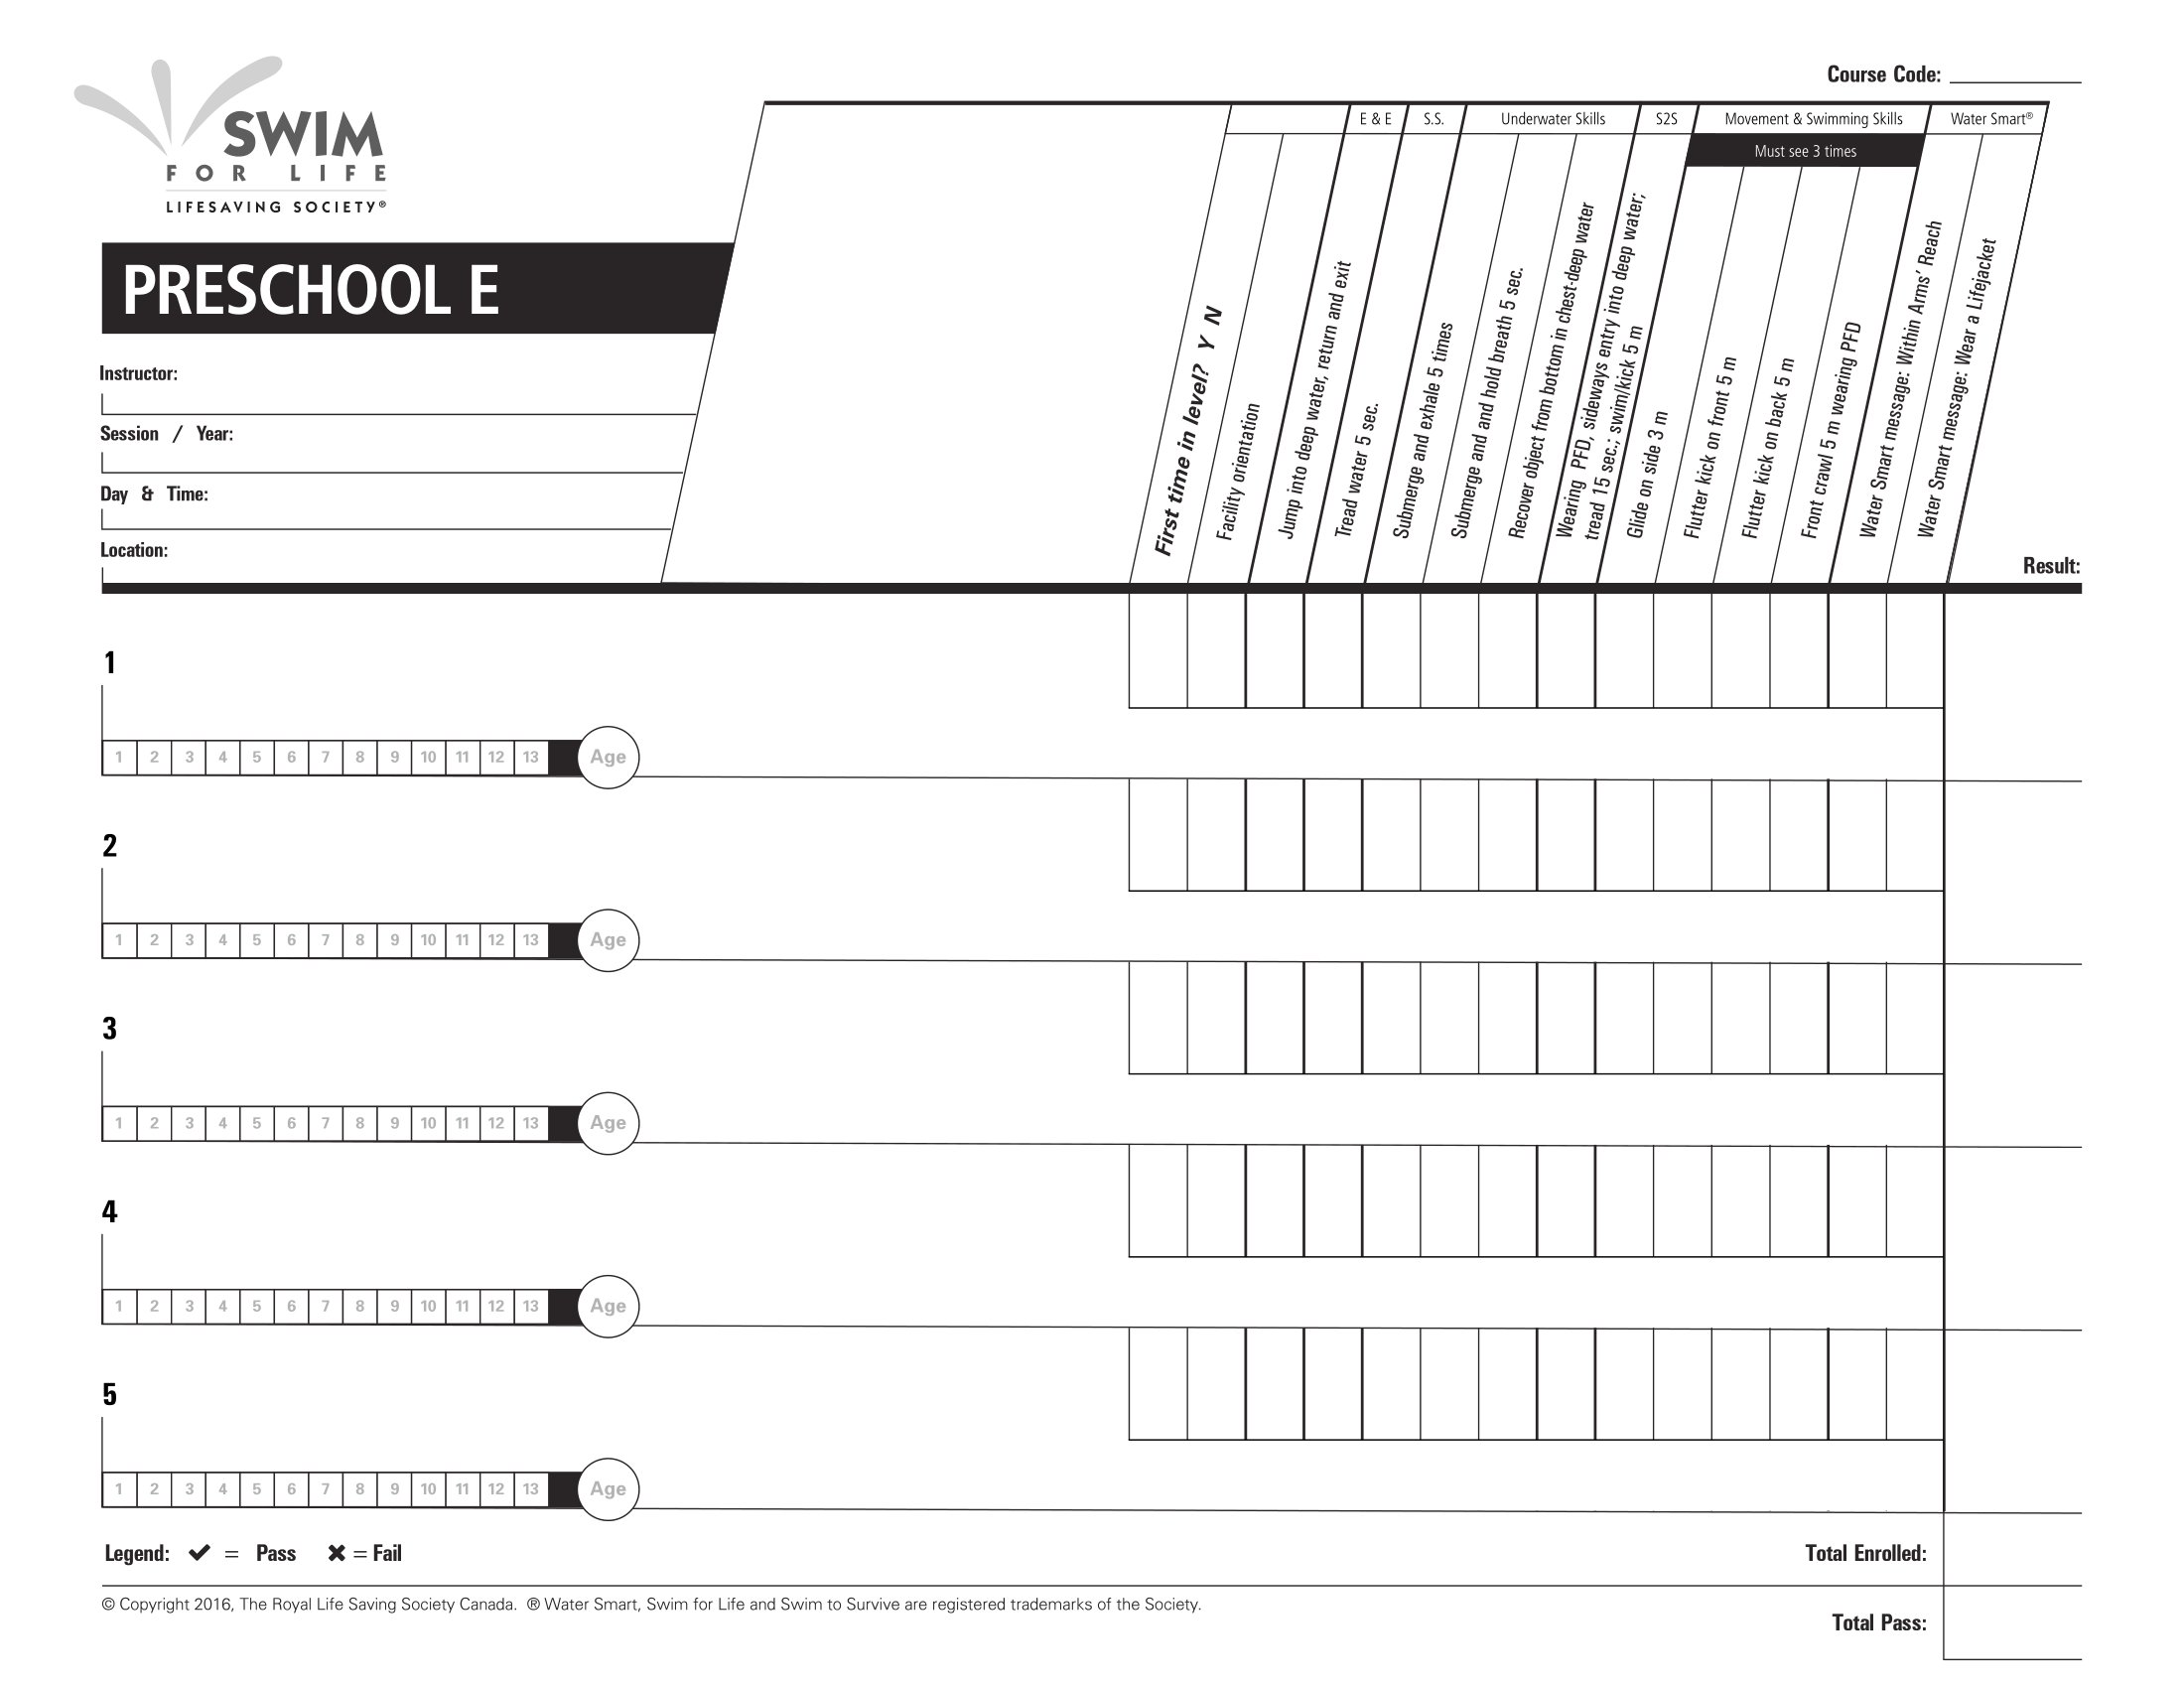 SWIM
FOR LIFE
LIFESAVING SOCIETY®
Course Code:
E & E
S.S.
Underwater Skills
S2S
Movement & Swimming Skills
Water Smart®
Must see 3 times
PRESCHOOL E
Instructor:
Session / Year:
Day & Time:
Location:
First time in level? Y N
Facility orientation
Jump into deep water, return and exit
Tread water 5 sec.
Submerge and exhale 5 times
Submerge and and hold breath 5 sec.
Recover object from bottom in chest-deep water
Wearing PFD, sideways entry into deep water;
tread 15 sec.; swim/kick 5 m
Glide on side 3 m
Flutter kick on front 5 m
Flutter kick on back 5 m
Front crawl 5 m wearing PFD
Water Smart message: Within Arms' Reach
Water Smart message: Wear a Lifejacket
Result:
1
1 2 3 4 5 6 7 8 9 10 11 12 13 Age
2
1 2 3 4 5 6 7 8 9 10 11 12 13 Age
3
1 2 3 4 5 6 7 8 9 10 11 12 13 Age
4
1 2 3 4 5 6 7 8 9 10 11 12 13 Age
5
1 2 3 4 5 6 7 8 9 10 11 12 13 Age
Legend: ✔ = Pass ✖ = Fail
Total Enrolled:
© Copyright 2016, The Royal Life Saving Society Canada. ® Water Smart, Swim for Life and Swim to Survive are registered trademarks of the Society.
Total Pass: